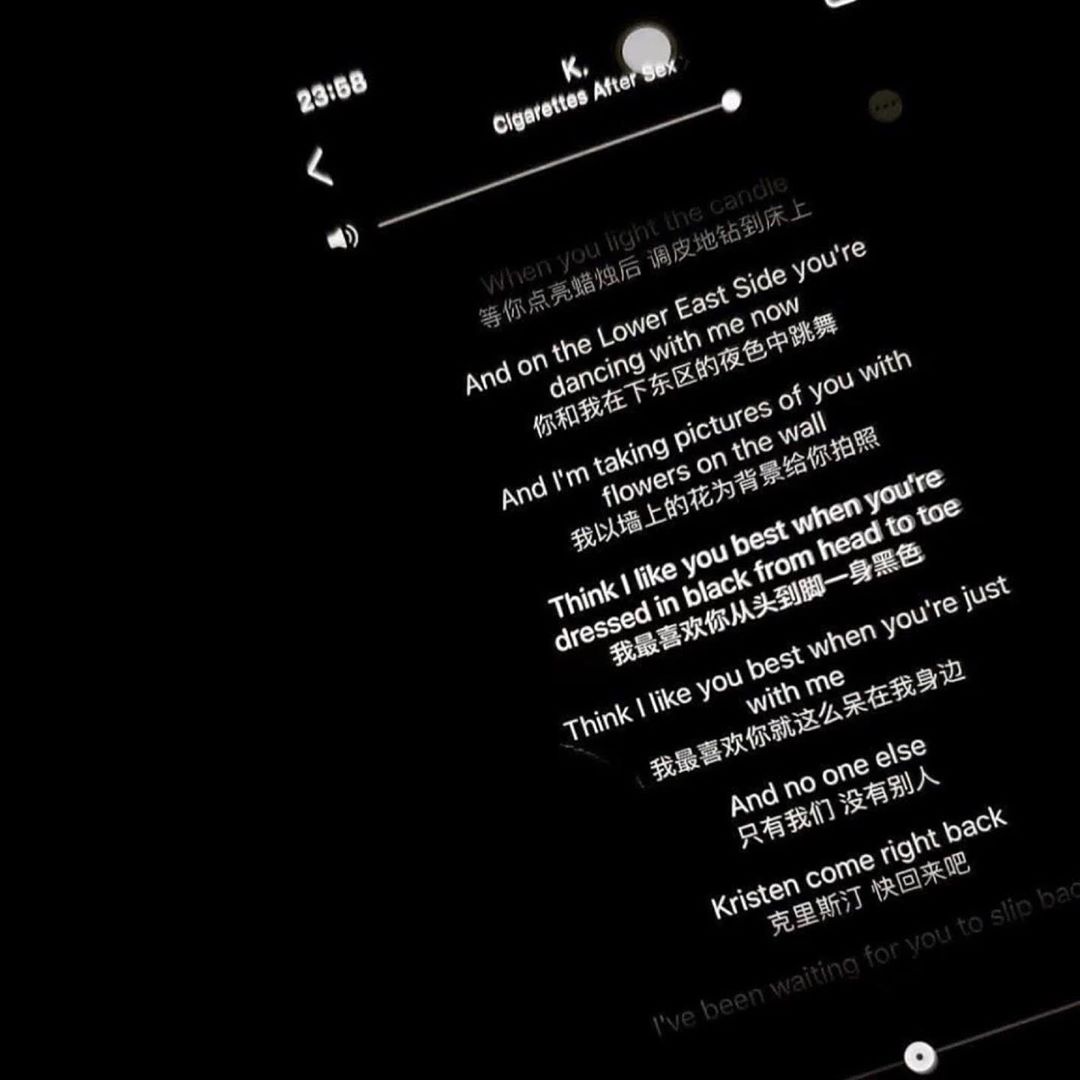 23:58
K.
Cigarettes After Sex
When you light the candle
等你点亮蜡烛后 调皮地钻到床上
And on the Lower East Side you're
dancing with me now
你和我在下东区的夜色中跳舞
And I'm taking pictures of you with
flowers on the wall
我以墙上的花为背景给你拍照
Think I like you best when you're
dressed in black from head to toe
我最喜欢你从头到脚一身黑色
Think I like you best when you're just
with me
我最喜欢你就这么呆在我身边
And no one else
只有我们 没有别人
Kristen come right back
克里斯汀 快回来吧
I've been waiting for you to slip bac